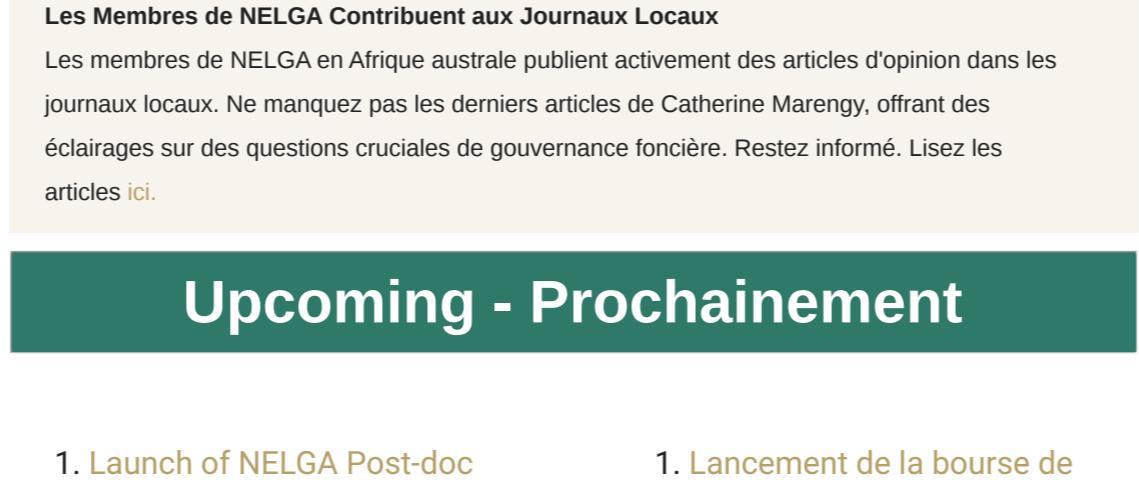 Les Membres de NELGA Contribuent aux Journaux Locaux
Les membres de NELGA en Afrique australe publient activement des articles d'opinion dans les
journaux locaux. Ne manquez pas les derniers articles de Catherine Marengy, offrant des
éclairages sur des questions cruciales de gouvernance foncière. Restez informé. Lisez les
articles ici.
Upcoming - Prochainement
1. Launch of NELGA Post-doc
1. Lancement de la bourse de